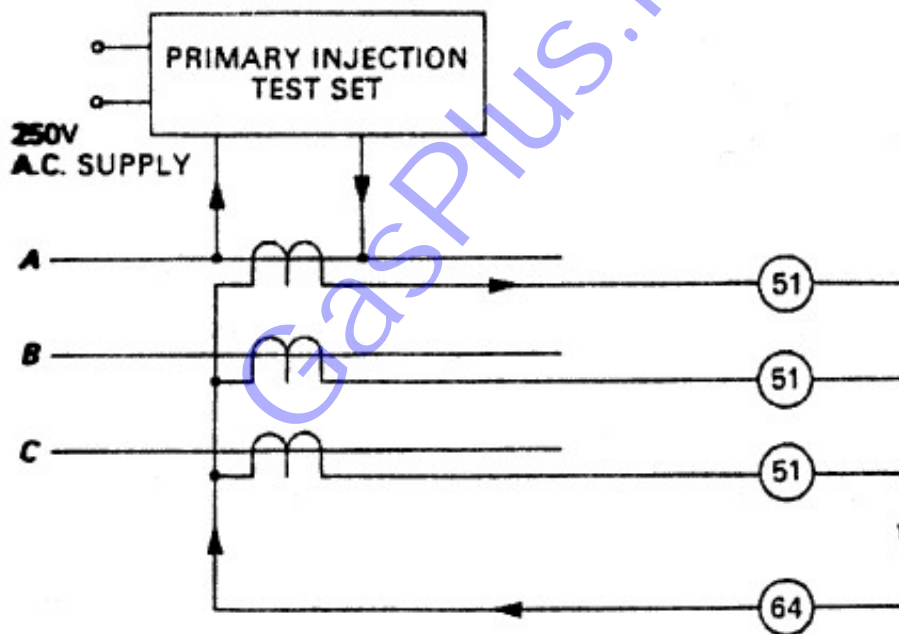 PRIMARY INJECTION
TEST SET
250V
A.C. SUPPLY
A
51
B
51
C
51
64